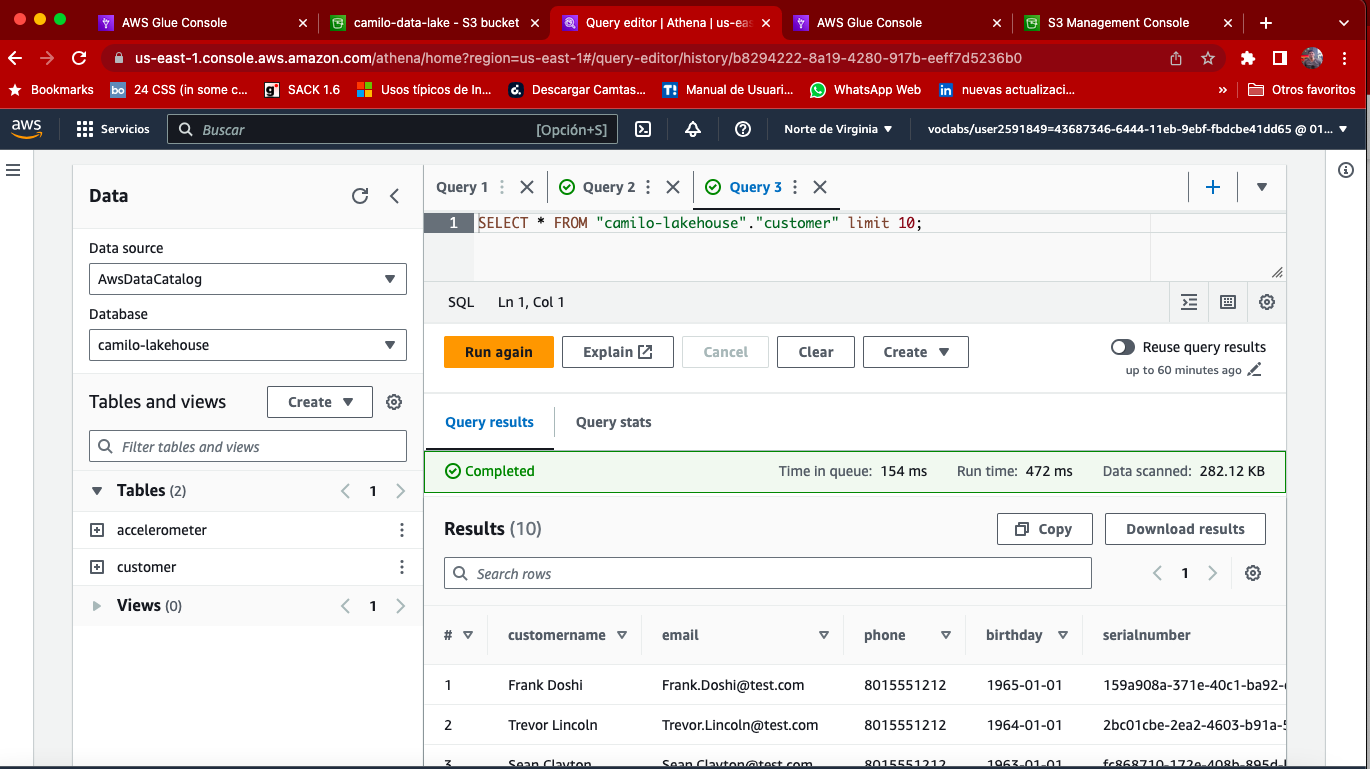 AWS Glue Console
camilo-data-lake - S3 bucket
Query editor | Athena | us-eas
AWS Glue Console
S3 Management Console
us-east-1.console.aws.amazon.com/athena/home?region=us-east-1#/query-editor/history/b8294222-8a19-4280-917b-eeff7d5236b0
Bookmarks
bo 24 CSS (in some c...
g! SACK 1.6
Usos típicos de In...
Descargar Camtas...
T! Manual de Usuari...
WhatsApp Web
in nuevas actualizaci...
»
Otros favoritos
aws
Servicios
Buscar
[Opción+S]
Norte de Virginia
voclabs/user2591849=43687346-6444-11eb-9ebf-fbdcbe41dd65 @ 01...
Data
Data source
AwsDataCatalog
Database
camilo-lakehouse
Tables and views
Create
Filter tables and views
Tables (2)
1
accelerometer
customer
Views (0)
1
Query 1
Query 2
Query 3
1 SELECT * FROM "camilo-lakehouse"."customer" limit 10;
SQL Ln 1, Col 1
Run again
Explain
Cancel
Clear
Create
Reuse query results
up to 60 minutes ago
Query results
Query stats
Completed
Time in queue: 154 ms
Run time: 472 ms
Data scanned: 282.12 KB
Results (10)
Copy
Download results
Search rows
1
# customername email phone birthday serialnumber
1 Frank Doshi Frank.Doshi@test.com 8015551212 1965-01-01 159a908a-371e-40c1-ba92-
2 Trevor Lincoln Trevor.Lincoln@test.com 8015551212 1964-01-01 2bc01cbe-2ea2-4603-b91a-
3 Sean Clayton Sean.Clayton@test.com 8015551212 1963-01-01 fc868710-172e-408b-895d-